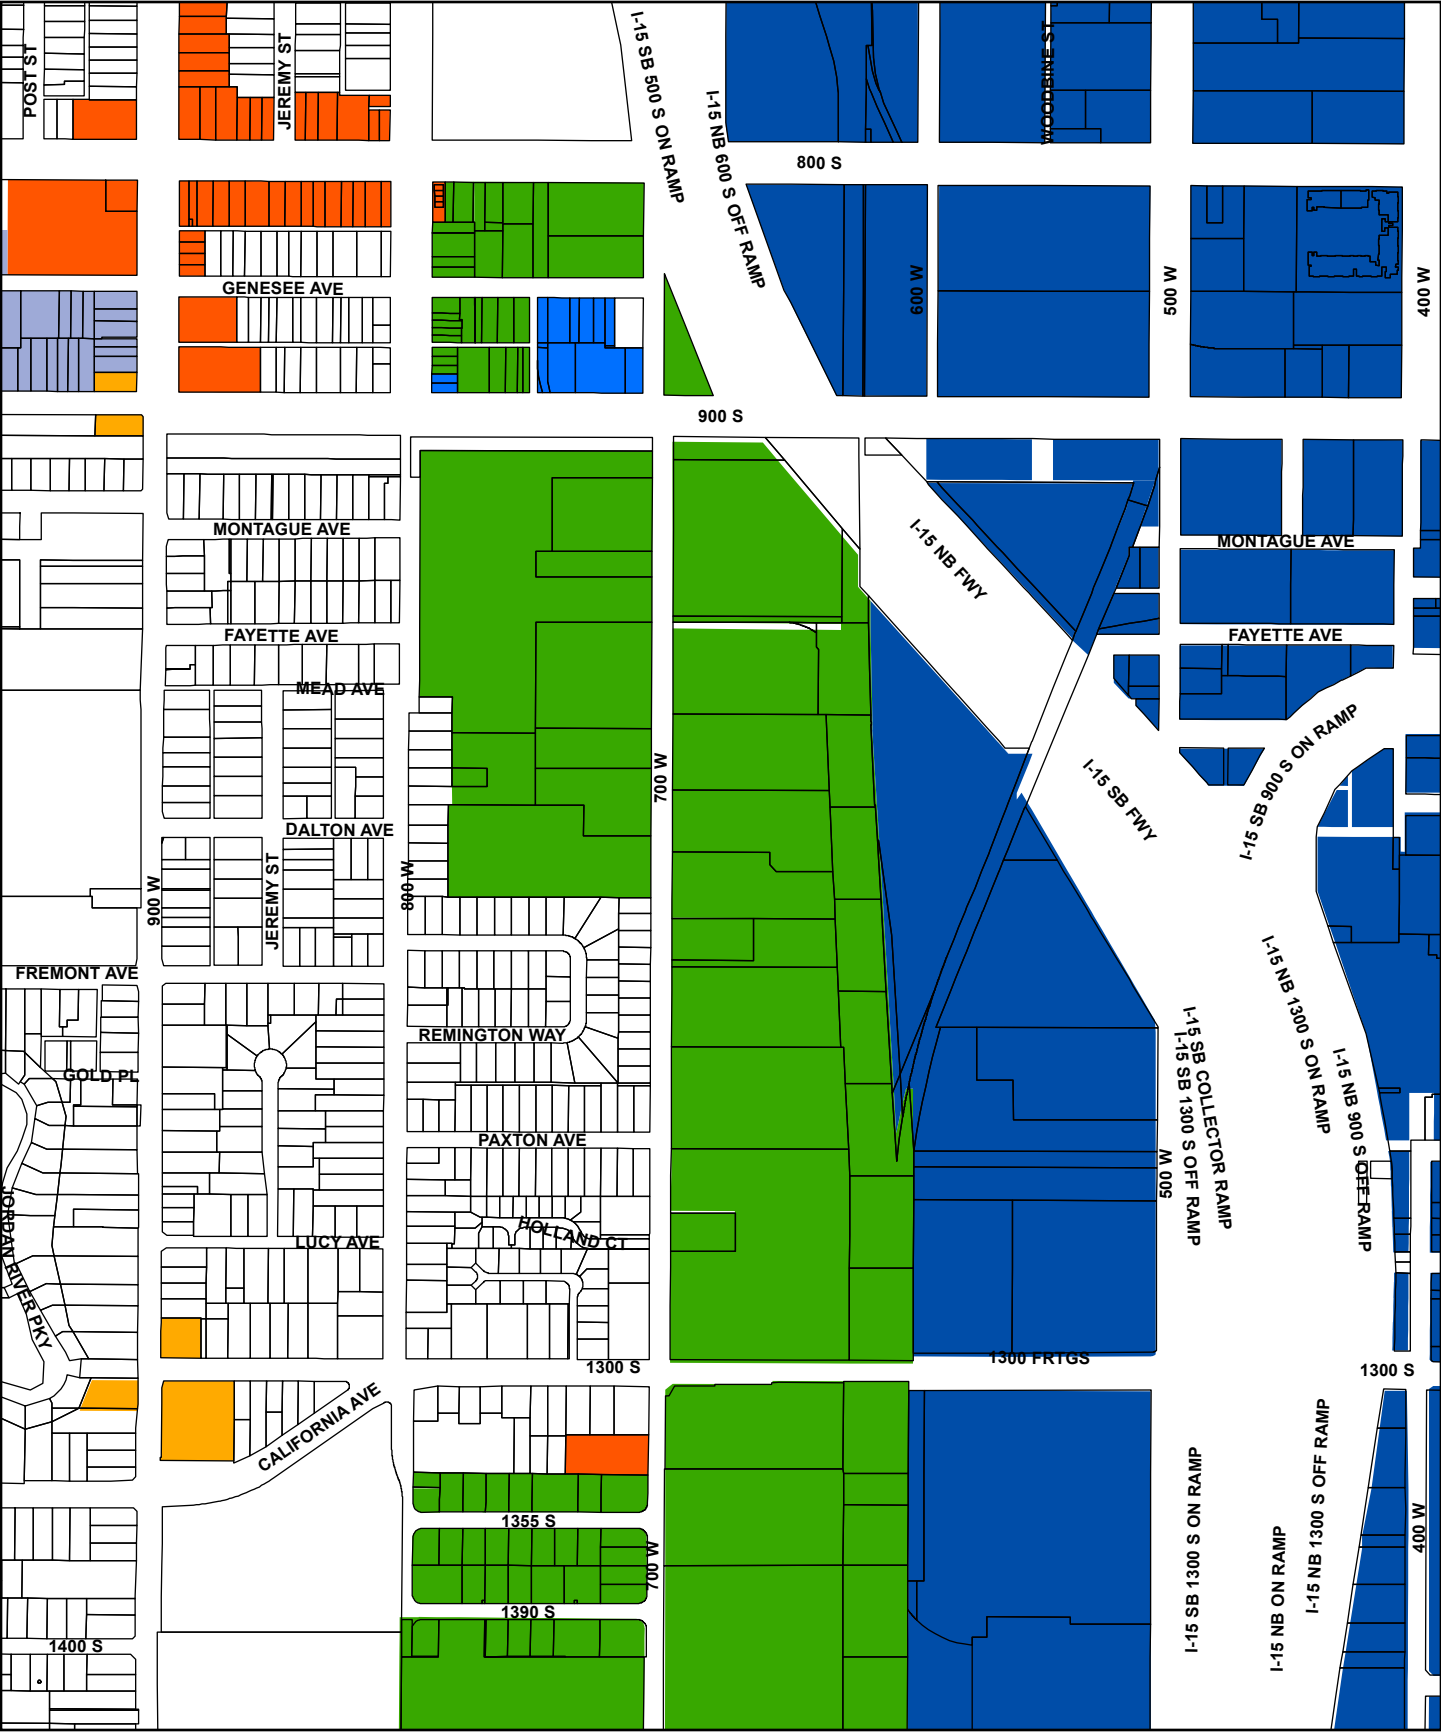 POST ST
JEREMY ST
I-15 SB 500 S ON RAMP
I-15 NB 600 S OFF RAMP
WOODBINE ST
800 S
GENESEE AVE
600 W
500 W
400 W
900 S
MONTAGUE AVE
I-15 NB FWY
MONTAGUE AVE
FAYETTE AVE
FAYETTE AVE
MEAD AVE
700 W
I-15 SB FWY
I-15 SB 900 S ON RAMP
DALTON AVE
900 W
JEREMY ST
800 W
FREMONT AVE
I-15 NB 1300 S ON RAMP
REMINGTON WAY
I-15 SB COLLECTOR RAMP
I-15 SB 1300 S OFF RAMP
I-15 NB 900 S OFF RAMP
GOLD PL
PAXTON AVE
500 W
JORDAN RIVER PKY
HOLLAND CT
LUCY AVE
1300 S
1300 FRTGS
1300 S
CALIFORNIA AVE
I-15 SB 1300 S ON RAMP
I-15 NB 1300 S OFF RAMP
1355 S
700 W
I-15 NB ON RAMP
400 W
1390 S
1400 S